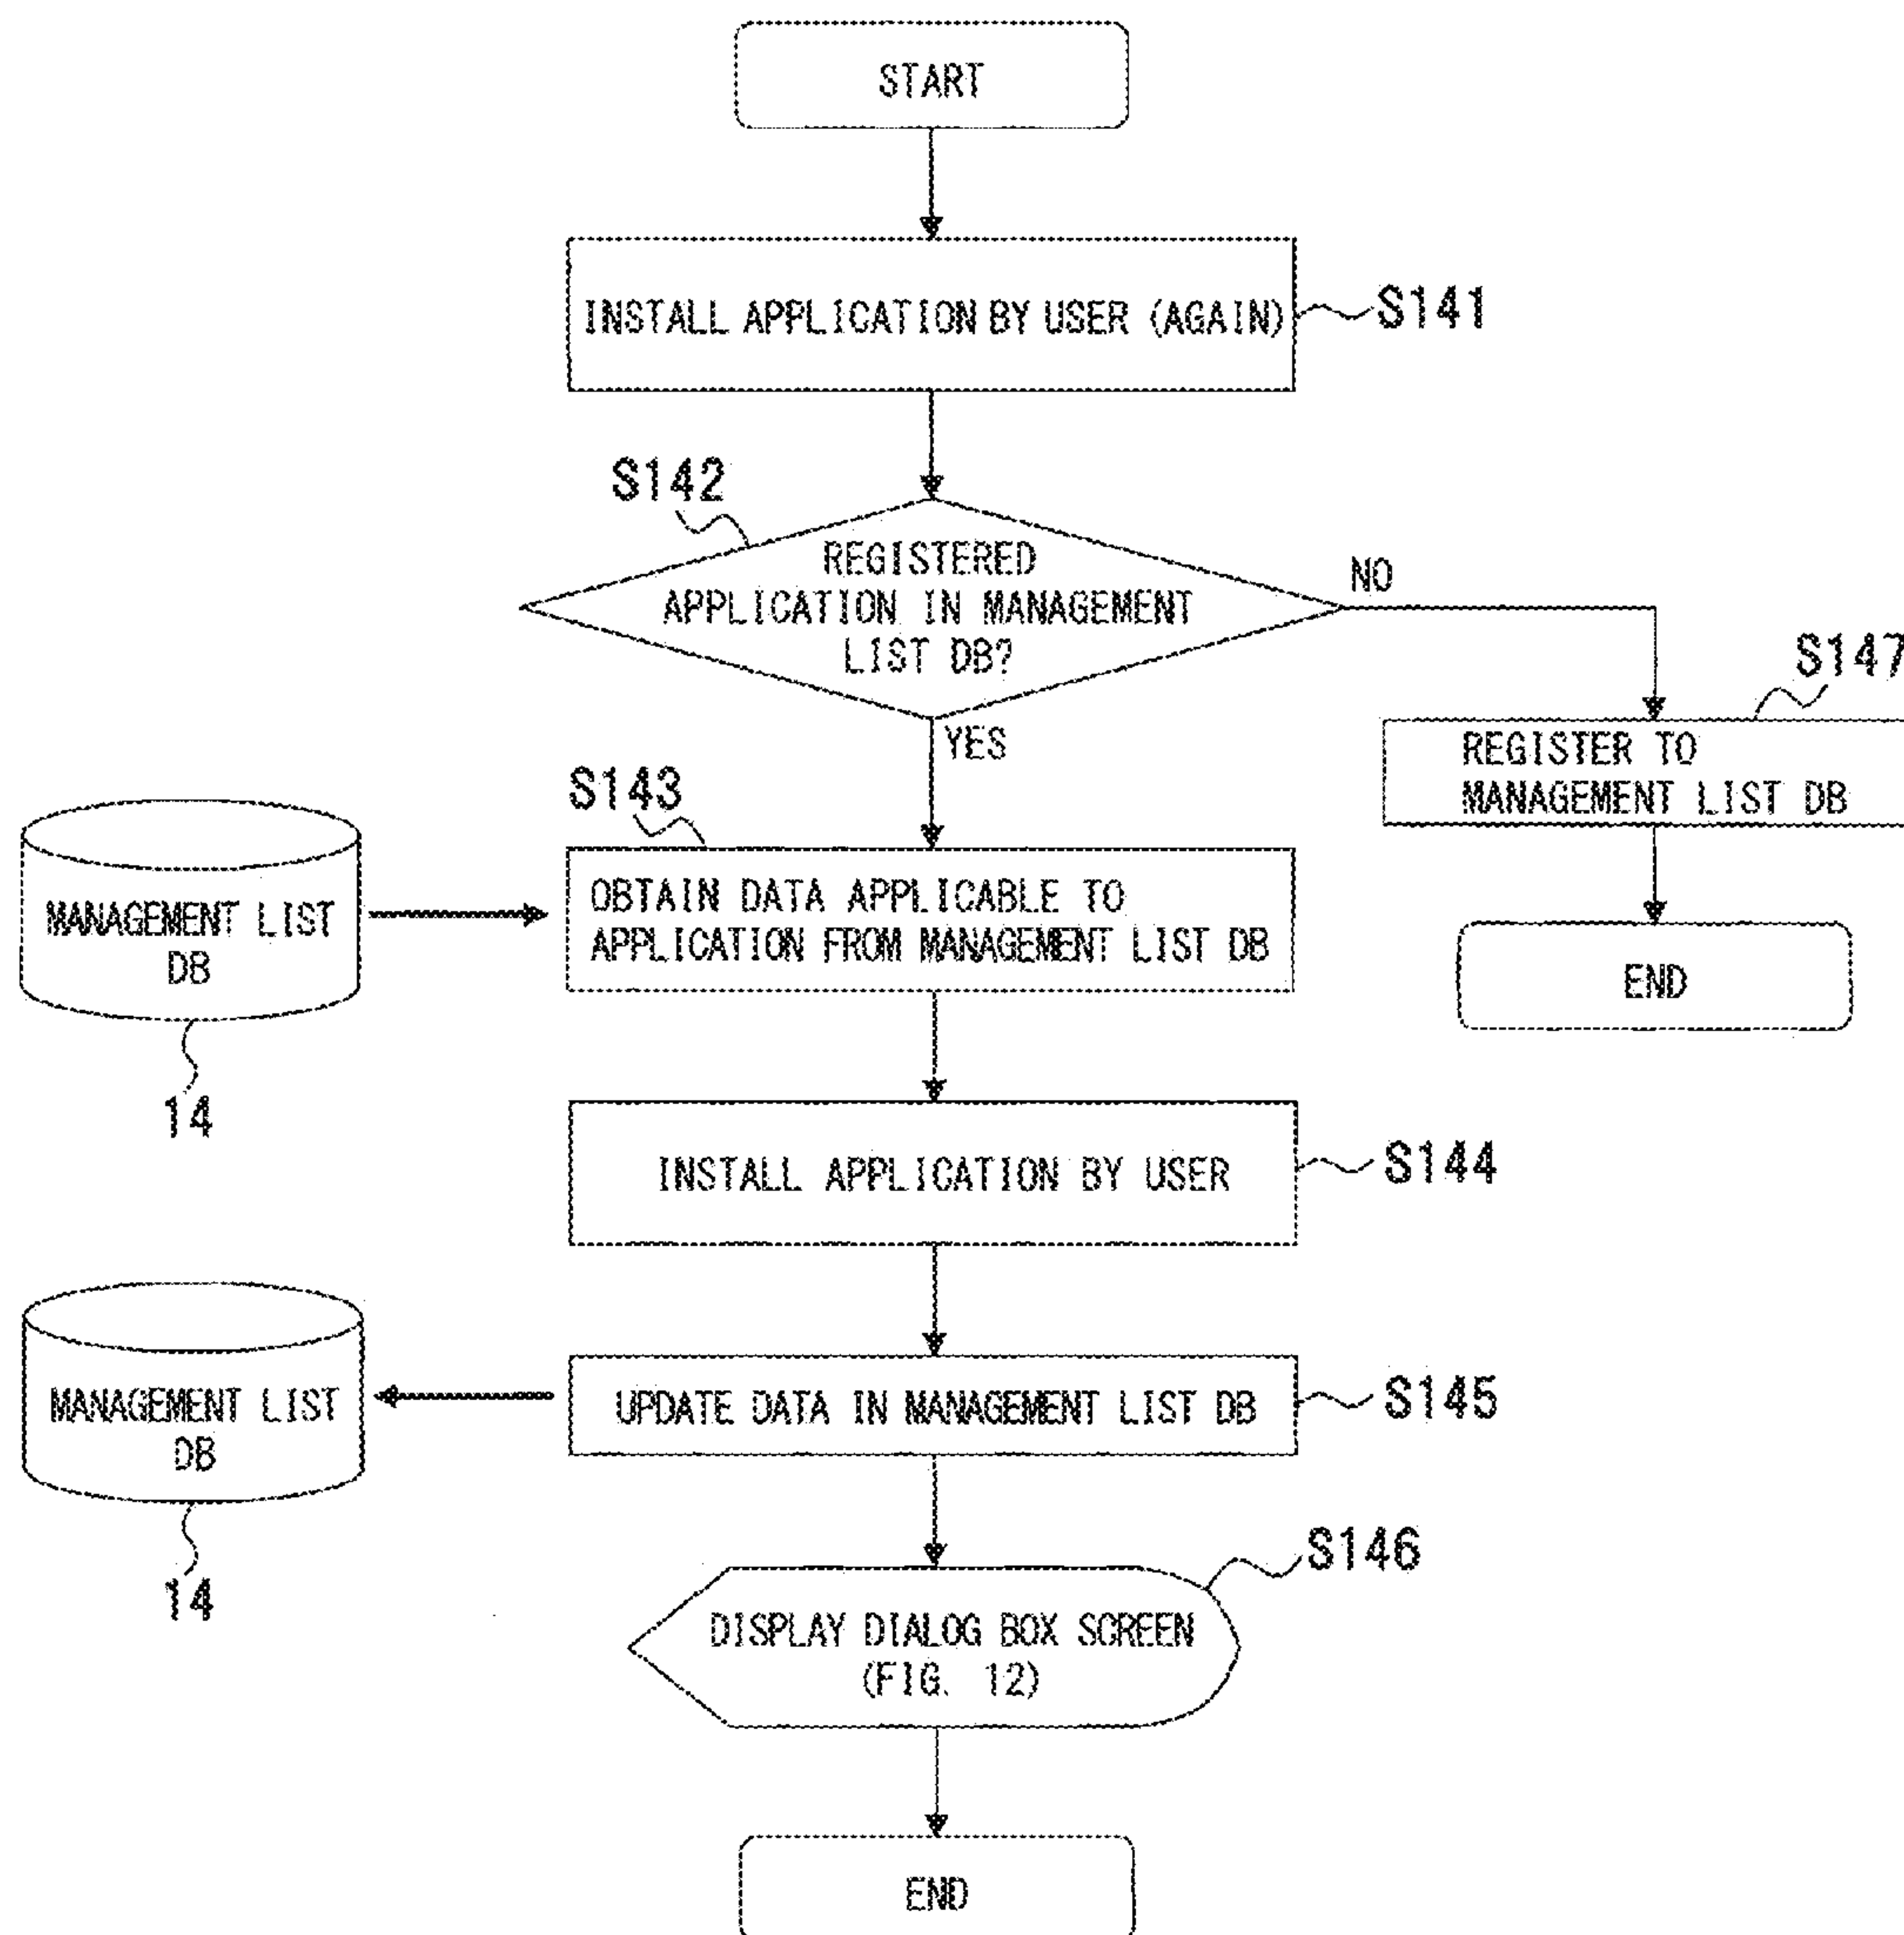 START
INSTALL APPLICATION BY USER (AGAIN)
S141
S142
REGISTERED
APPLICATION IN MANAGEMENT
LIST DB?
NO
YES
S147
REGISTER TO
MANAGEMENT LIST DB
END
S143
MANAGEMENT LIST
DB
14
OBTAIN DATA APPLICABLE TO
APPLICATION FROM MANAGEMENT LIST DB
INSTALL APPLICATION BY USER
S144
MANAGEMENT LIST
DB
14
UPDATE DATA IN MANAGEMENT LIST DB
S145
S146
DISPLAY DIALOG BOX SCREEN
(FIG. 12)
END